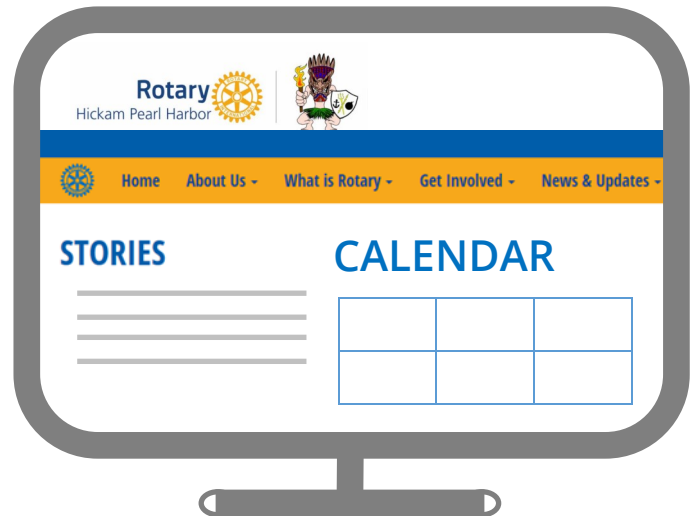 Rotary
Hickam Pearl Harbor
Home About Us What is Rotary Get Involved News & Updates
STORIES
CALENDAR